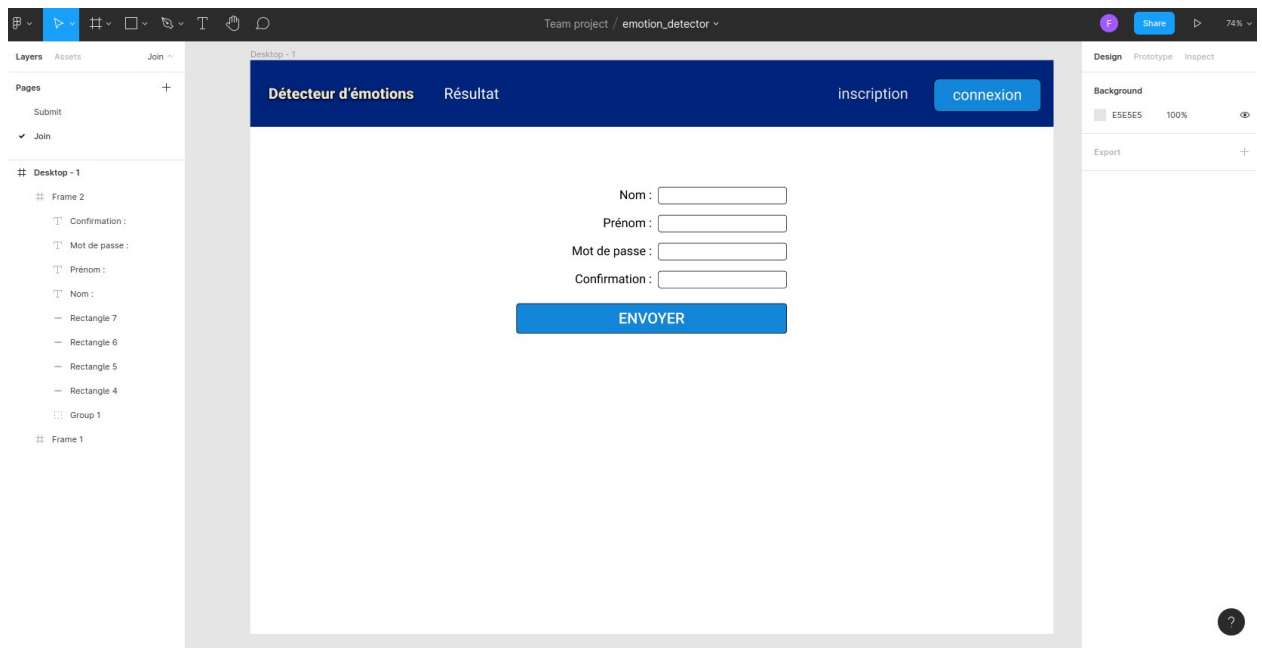 Team project / emotion_detector
F
Share
74%
Layers Assets Join
Pages
Submit
Join
Desktop - 1
Frame 2
Confirmation :
Mot de passe :
Prénom :
Nom :
Rectangle 7
Rectangle 6
Rectangle 5
Rectangle 4
Group 1
Frame 1
Desktop - 1
Détecteur d'émotions Résultat inscription connexion
Nom :
Prénom :
Mot de passe :
Confirmation :
ENVOYER
Design Prototype Inspect
Background
E5E5E5 100%
Export
?